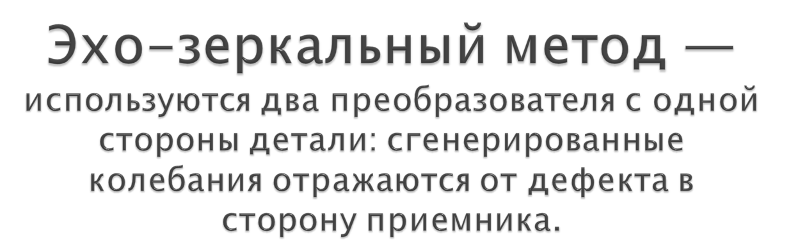 Эхо-зеркальный метод —
используются два преобразователя с одной
стороны детали: сгенерированные
колебания отражаются от дефекта в
сторону приемника.